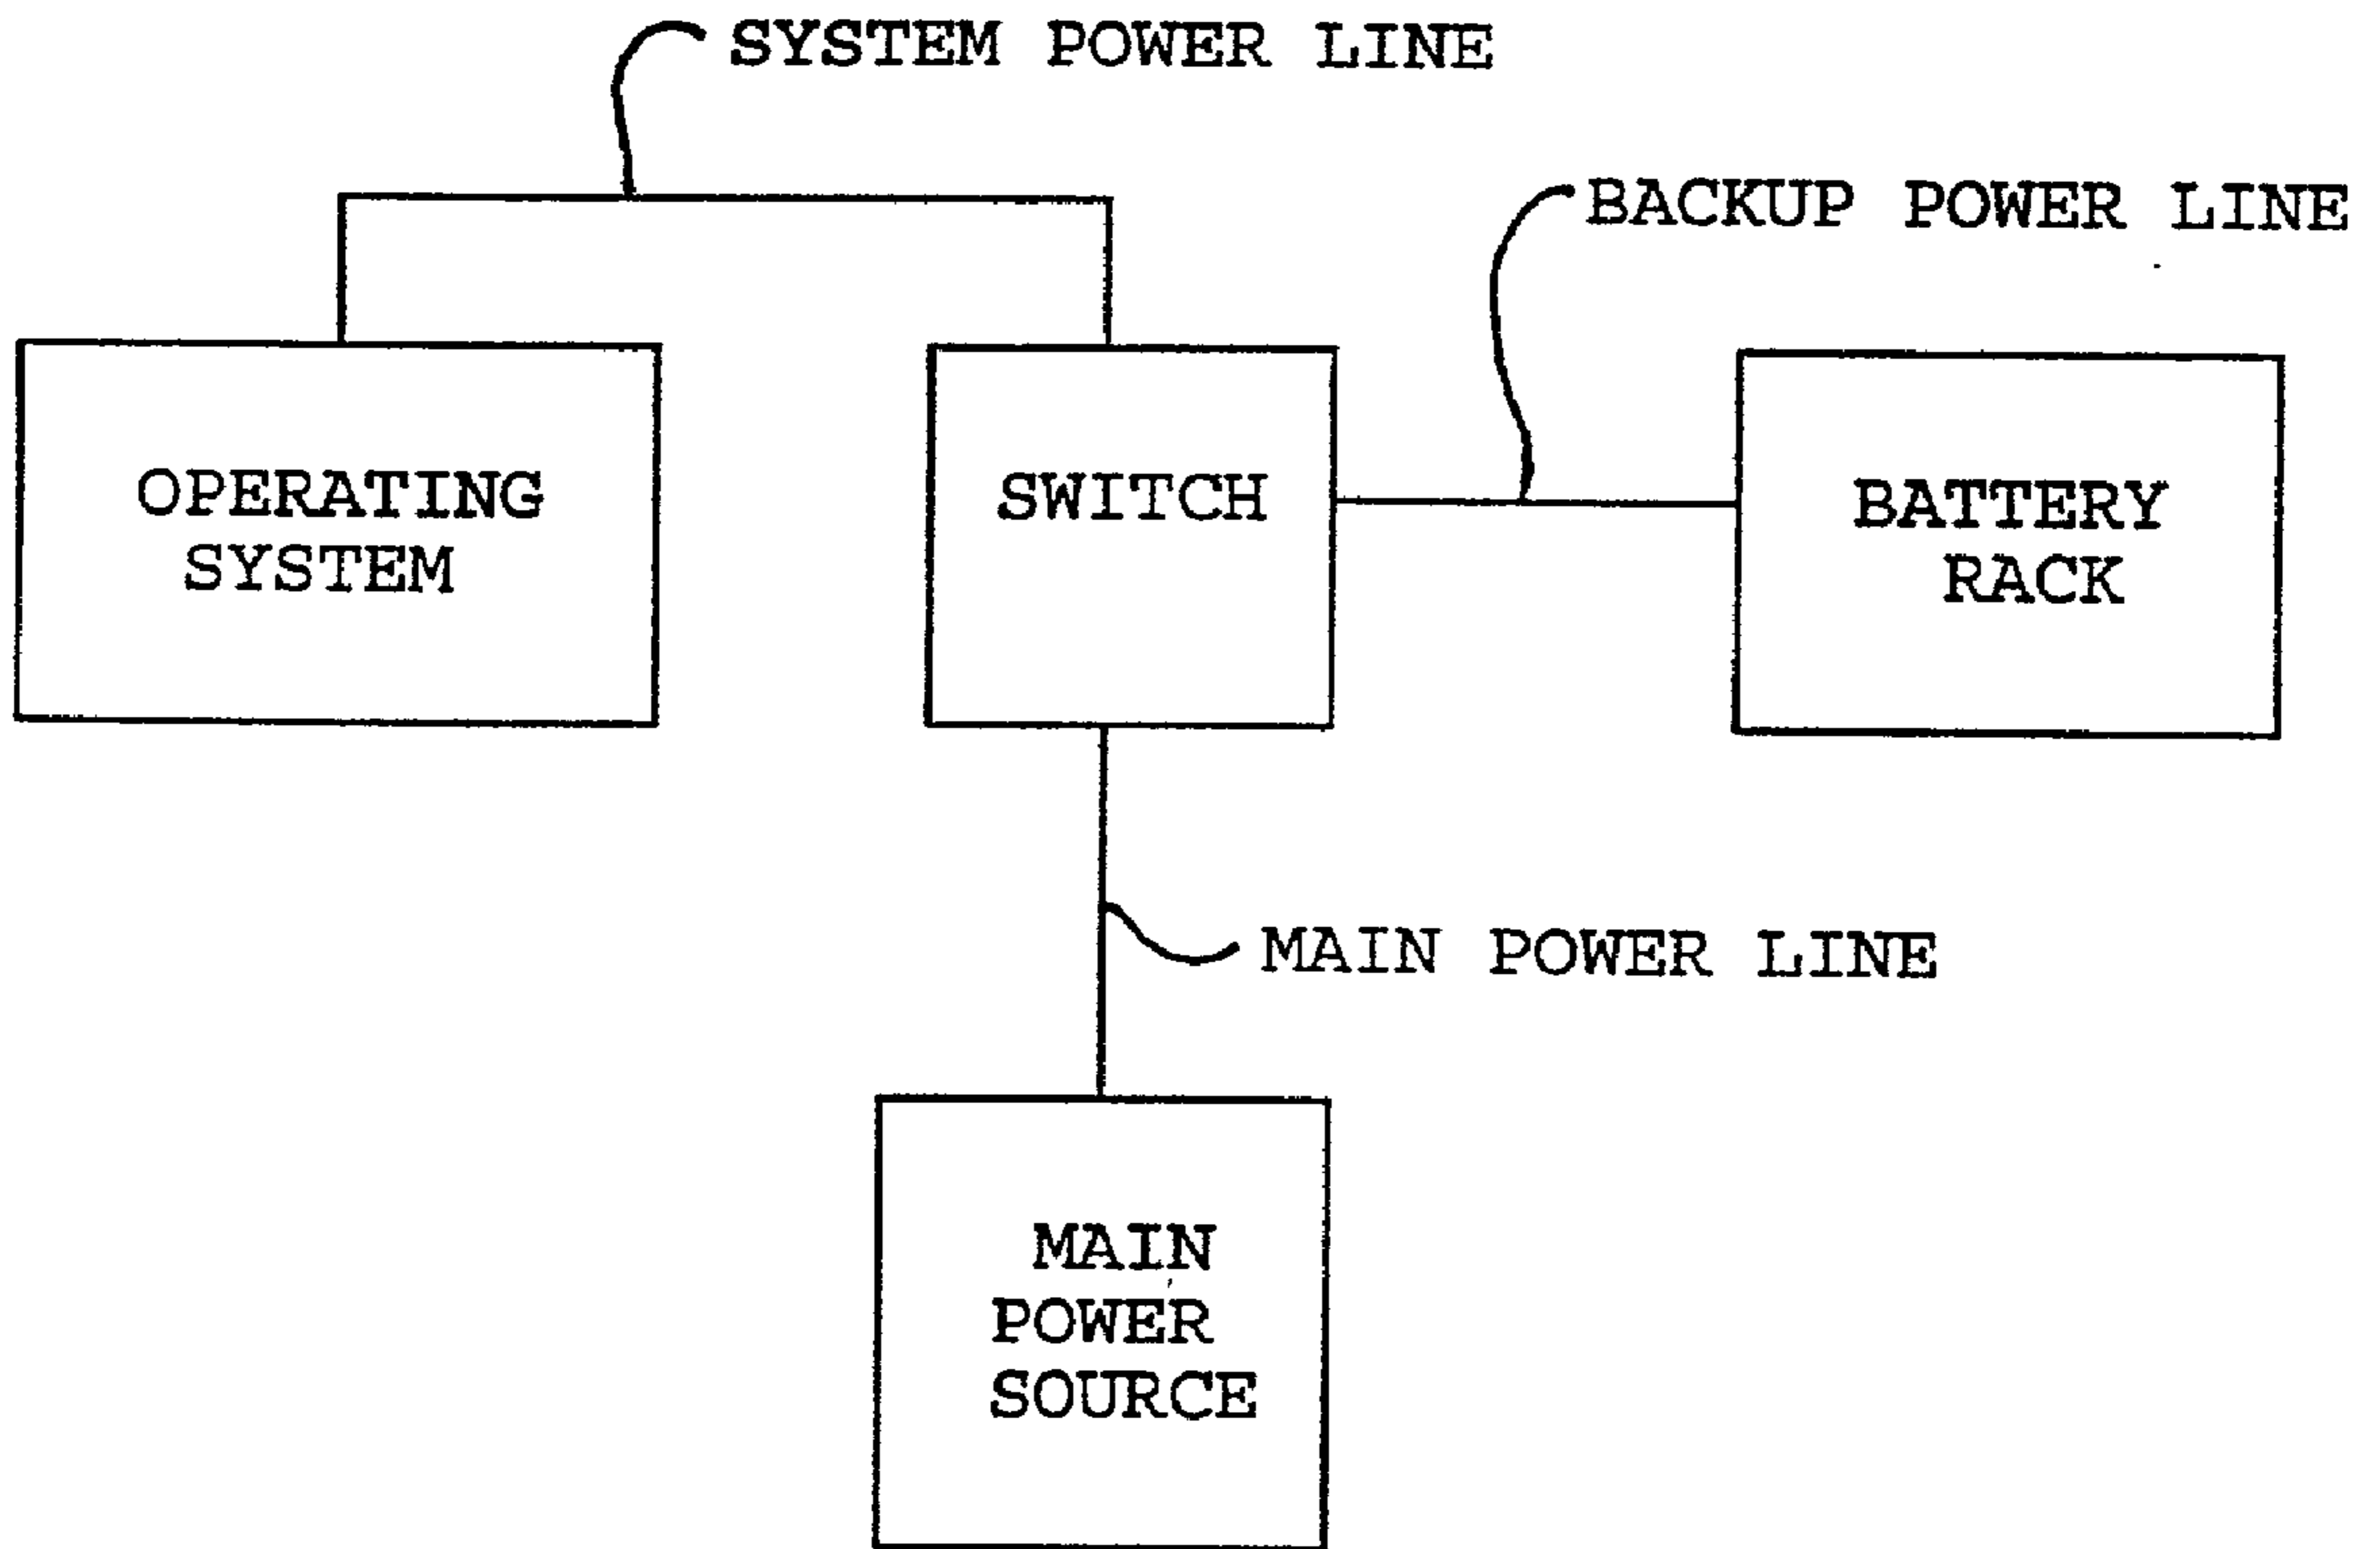 SYSTEM POWER LINE
BACKUP POWER LINE
OPERATING
SYSTEM
SWITCH
BATTERY
RACK
MAIN POWER LINE
MAIN
POWER
SOURCE